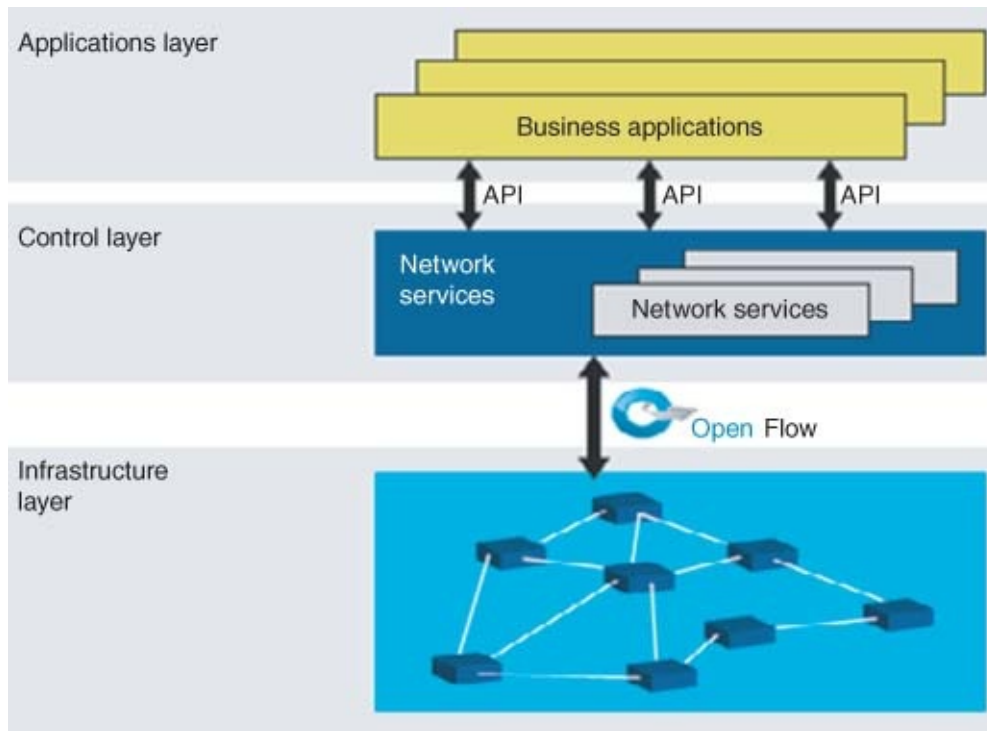 Applications layer
Business applications
API API API
Control layer
Network
services
Network services
Open Flow
Infrastructure
layer